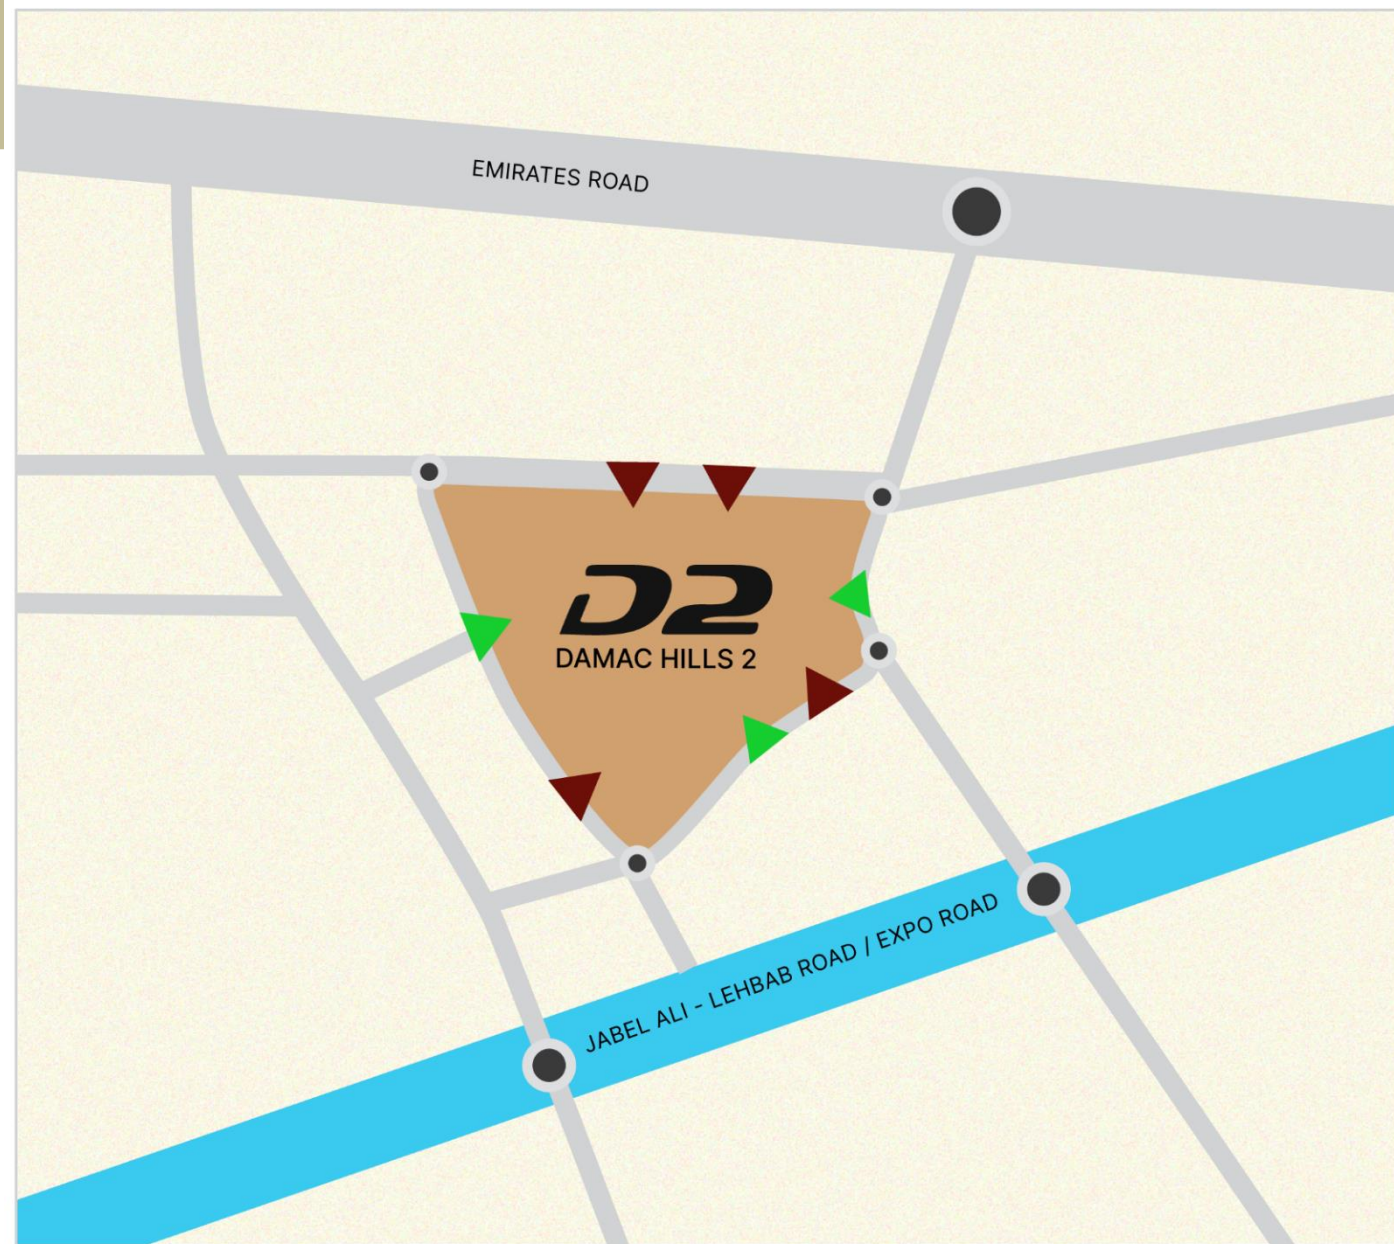 EMIRATES ROAD
D2
DAMAC HILLS 2
JABEL ALI - LEHBAB ROAD / EXPO ROAD